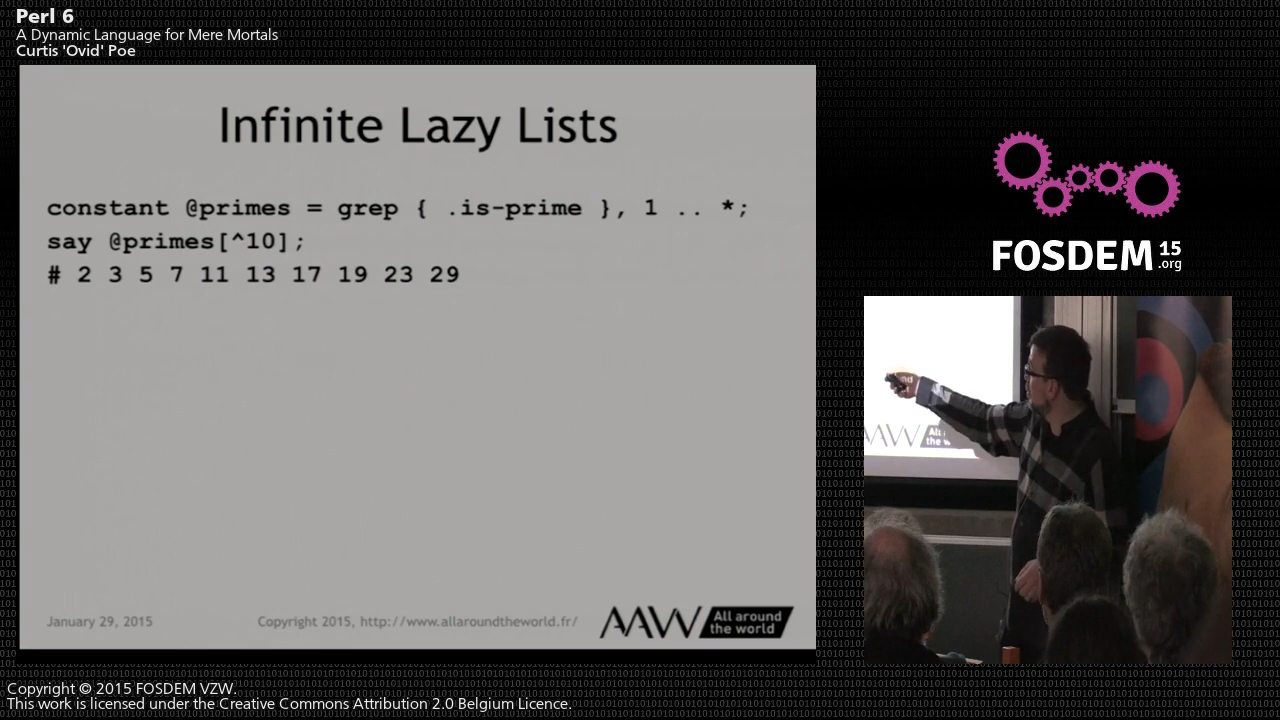 Perl 6
A Dynamic Language for Mere Mortals
Curtis 'Ovid' Poe
Infinite Lazy Lists
constant @primes = grep { .is-prime }, 1 .. *;
say @primes[^10];
# 2 3 5 7 11 13 17 19 23 29
January 29, 2015
Copyright 2015, http://www.allaroundtheworld.fr/
AAW All around
the world
FOSDEM 15
.org
AAW All
the w
Copyright © 2015 FOSDEM VZW.
This work is licensed under the Creative Commons Attribution 2.0 Belgium Licence.